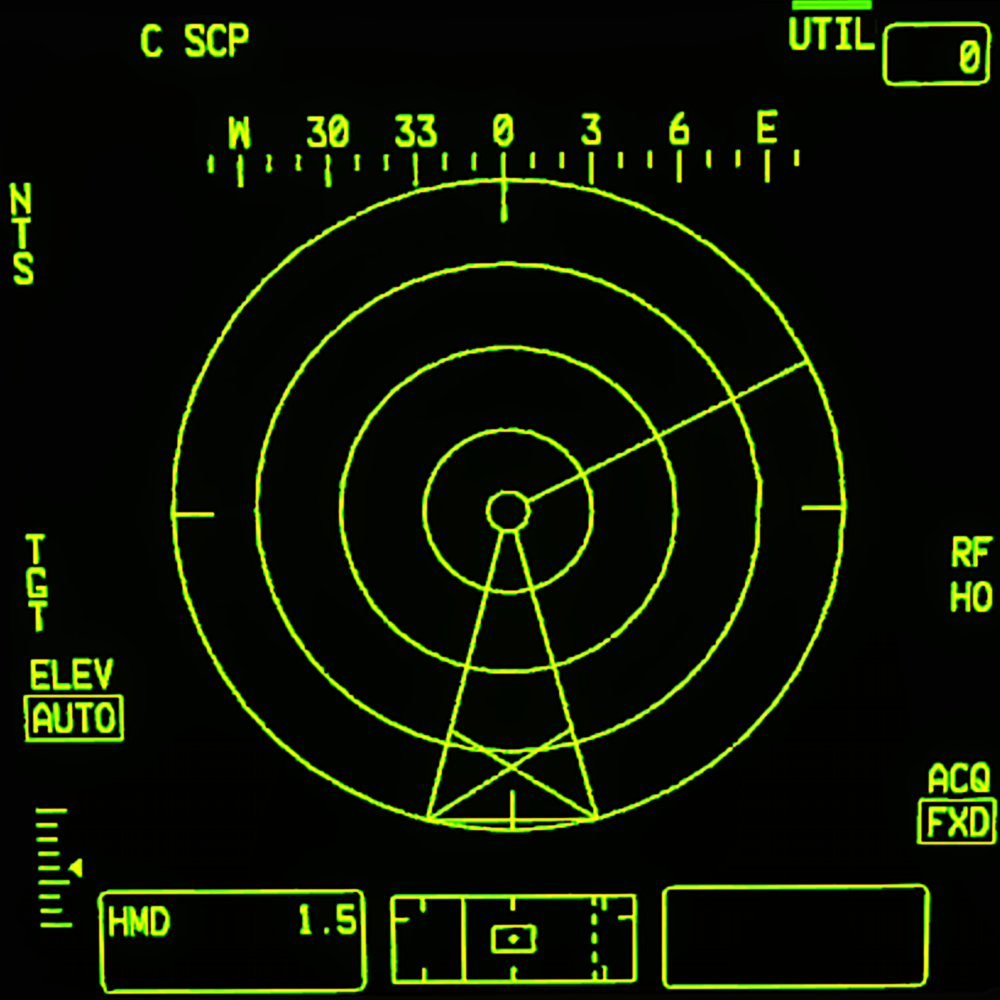 C SCP
UTIL
0
W 30 33 0 3 6 E
NTS
TGT
RF
HO
ELEV
AUTO
ACQ
FXD
HMD 1.5